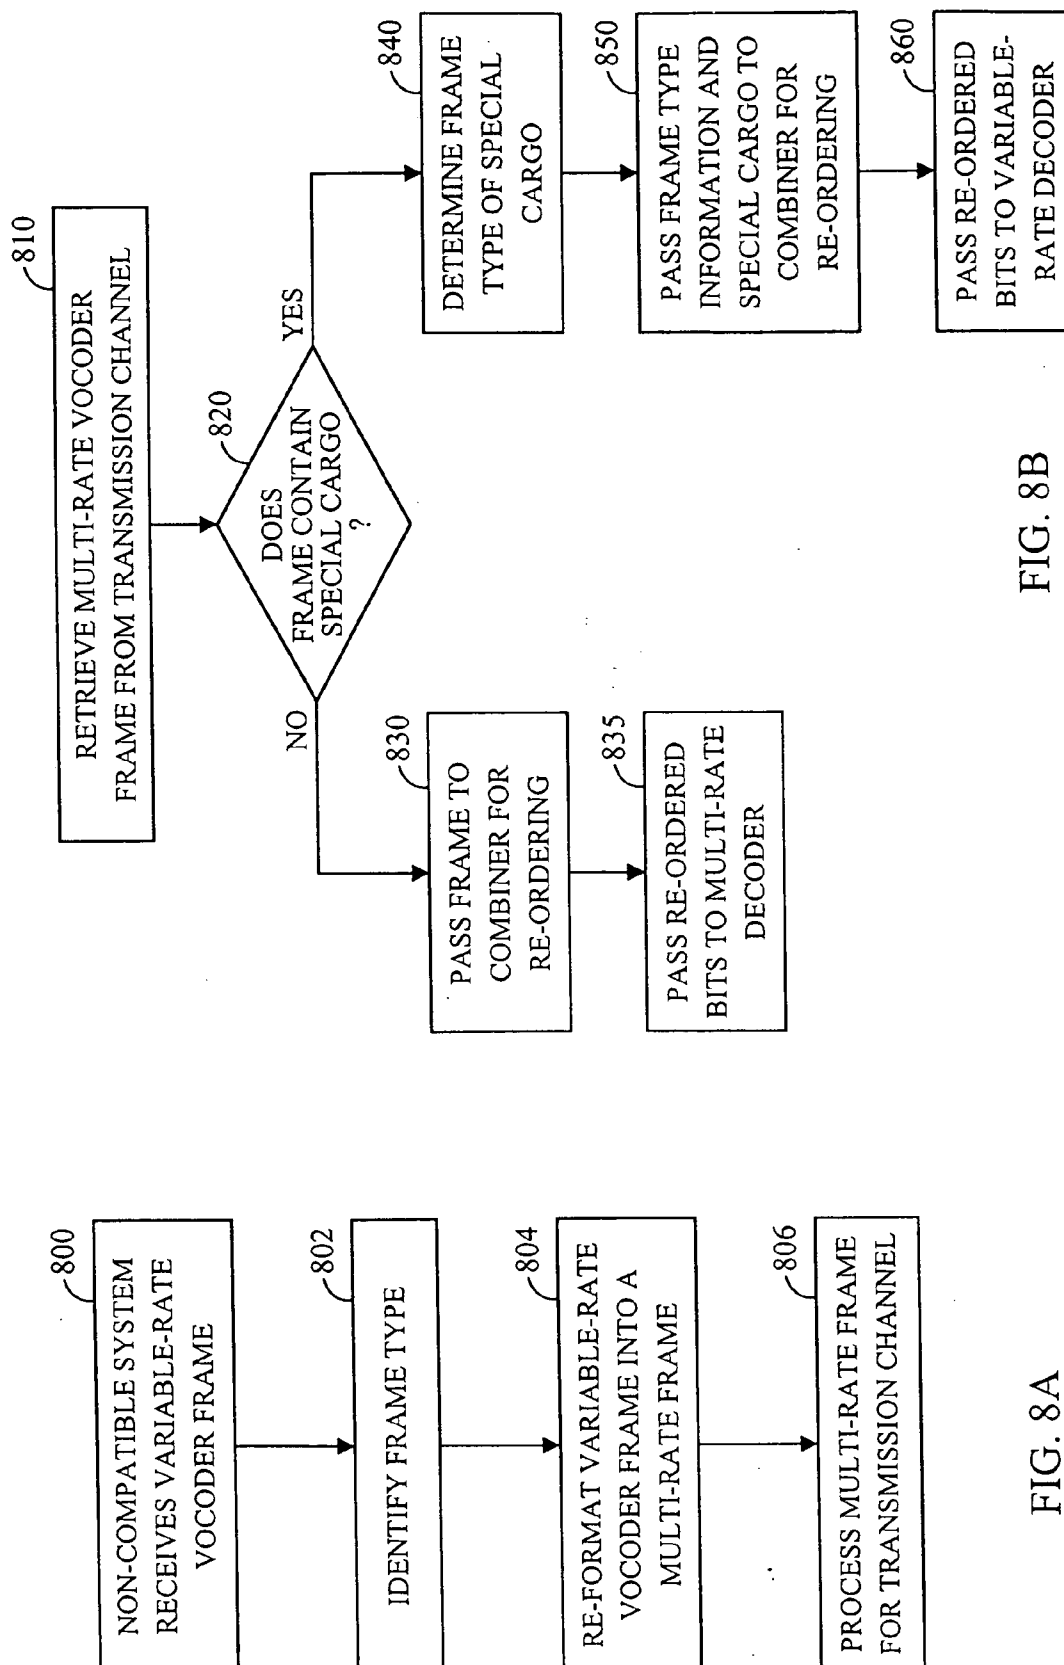 800
NON-COMPATIBLE SYSTEM
RECEIVES VARIABLE-RATE
VOCODER FRAME
802
IDENTIFY FRAME TYPE
804
RE-FORMAT VARIABLE-RATE
VOCODER FRAME INTO A
MULTI-RATE FRAME
806
PROCESS MULTI-RATE FRAME
FOR TRANSMISSION CHANNEL
FIG. 8A
810
RETRIEVE MULTI-RATE VOCODER
FRAME FROM TRANSMISSION CHANNEL
820
DOES
FRAME CONTAIN
SPECIAL CARGO
?
NO
YES
830
PASS FRAME TO
COMBINER FOR
RE-ORDERING
835
PASS RE-ORDERED
BITS TO MULTI-RATE
DECODER
840
DETERMINE FRAME
TYPE OF SPECIAL
CARGO
850
PASS FRAME TYPE
INFORMATION AND
SPECIAL CARGO TO
COMBINER FOR
RE-ORDERING
860
PASS RE-ORDERED
BITS TO VARIABLE-
RATE DECODER
FIG. 8B